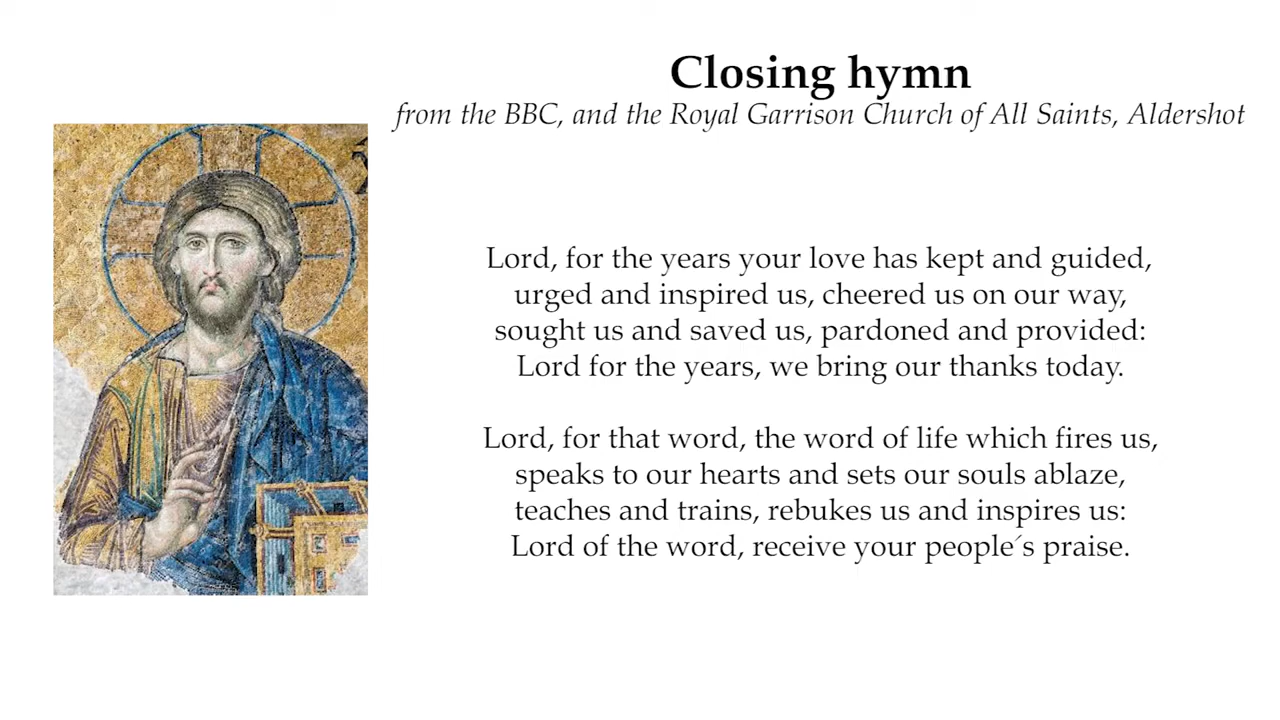 Closing hymn
from the BBC, and the Royal Garrison Church of All Saints, Aldershot
Lord, for the years your love has kept and guided,
urged and inspired us, cheered us on our way,
sought us and saved us, pardoned and provided:
Lord for the years, we bring our thanks today.
Lord, for that word, the word of life which fires us,
speaks to our hearts and sets our souls ablaze,
teaches and trains, rebukes us and inspires us:
Lord of the word, receive your people´s praise.